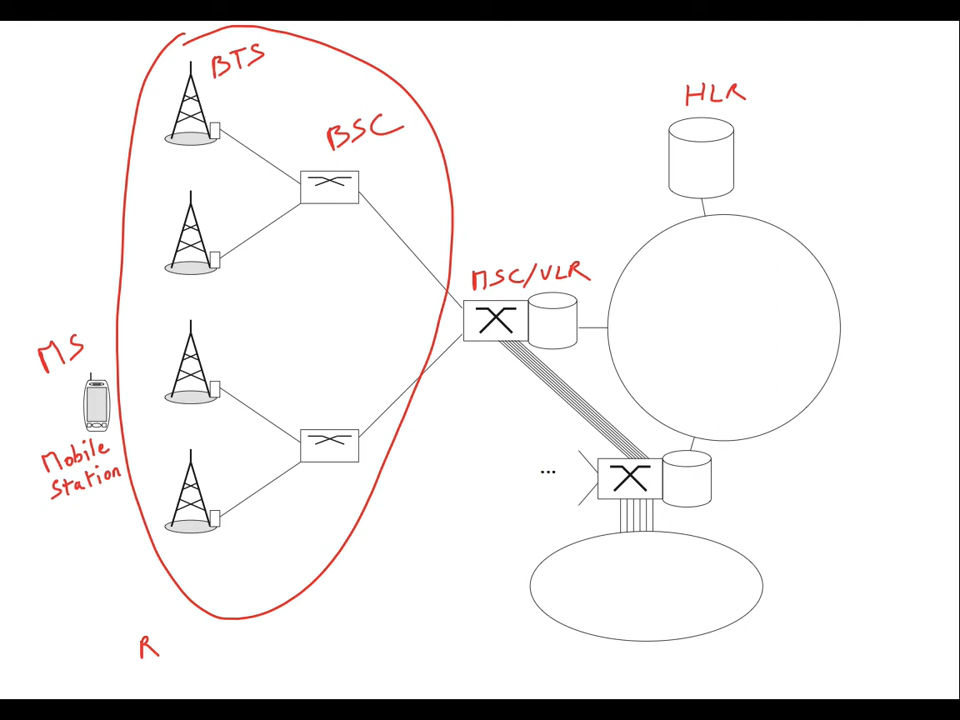 BTS
BSC
HLR
MSC/VLR
MS
Mobile
Station
...
R